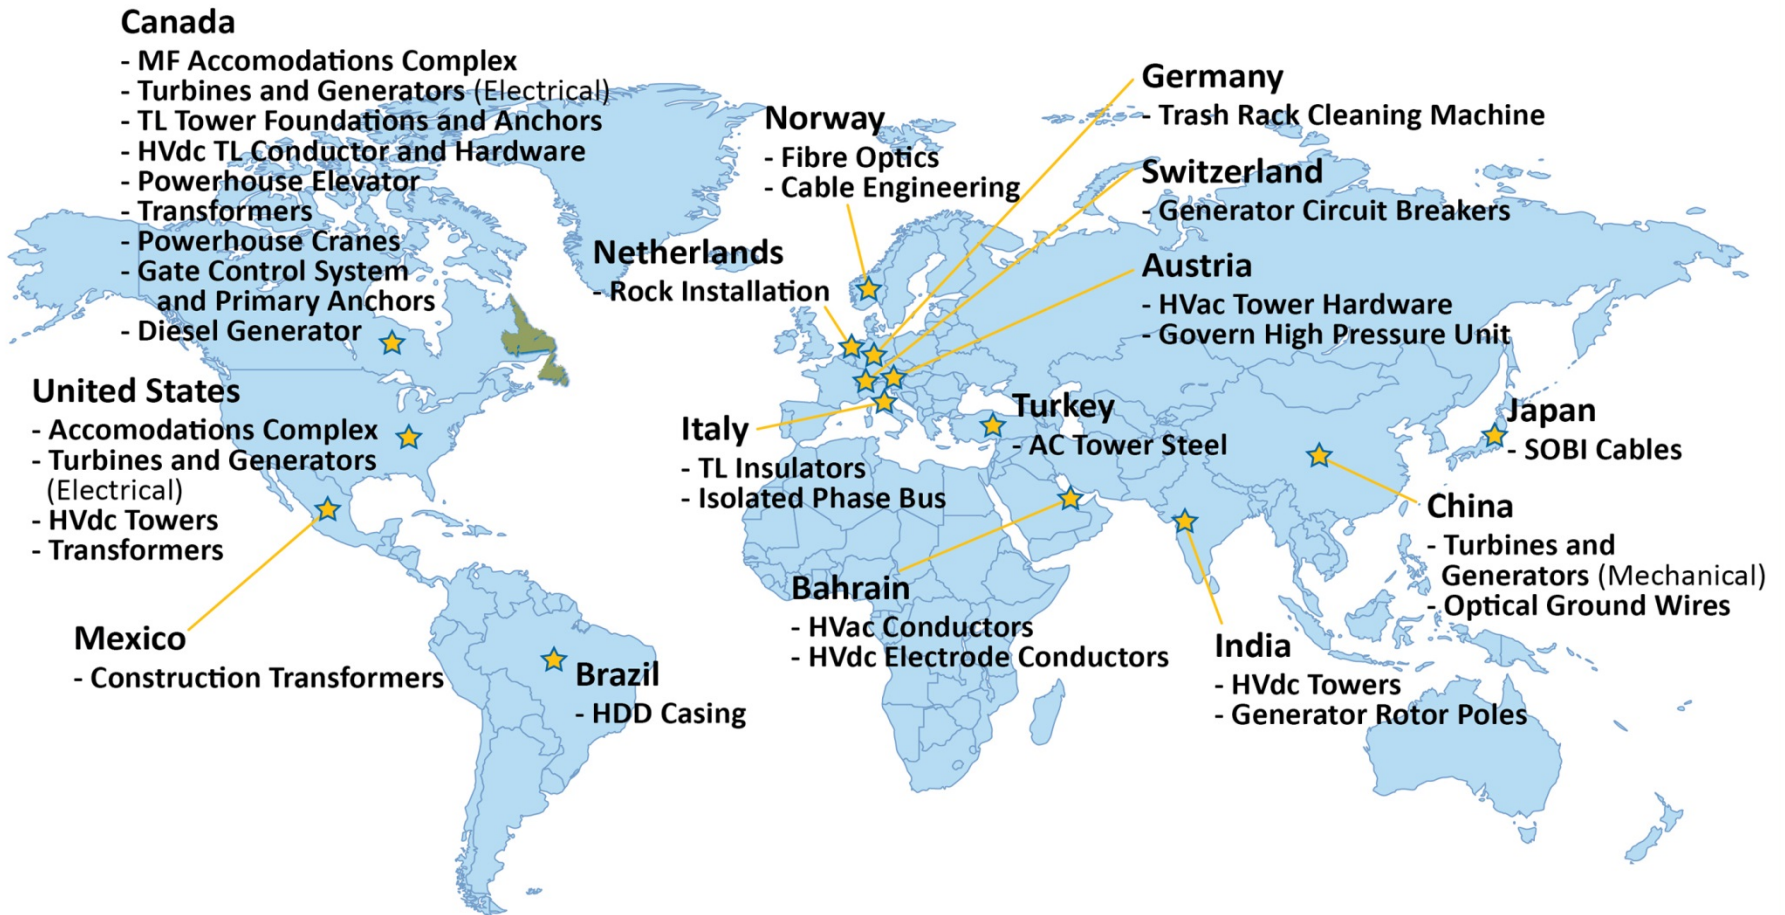 Canada
- MF Accomodations Complex
- Turbines and Generators (Electrical)
- TL Tower Foundations and Anchors
- HVdc TL Conductor and Hardware
- Powerhouse Elevator
- Transformers
- Powerhouse Cranes
- Gate Control System
and Primary Anchors
- Diesel Generator
United States
- Accomodations Complex
- Turbines and Generators
(Electrical)
- HVdc Towers
- Transformers
Mexico
- Construction Transformers
Brazil
- HDD Casing
Norway
- Fibre Optics
- Cable Engineering
Netherlands
- Rock Installation
Italy
- TL Insulators
- Isolated Phase Bus
Germany
- Trash Rack Cleaning Machine
Switzerland
- Generator Circuit Breakers
Austria
- HVac Tower Hardware
- Govern High Pressure Unit
Turkey
- AC Tower Steel
Bahrain
- HVac Conductors
- HVdc Electrode Conductors
India
- HVdc Towers
- Generator Rotor Poles
Japan
- SOBI Cables
China
- Turbines and
Generators (Mechanical)
- Optical Ground Wires